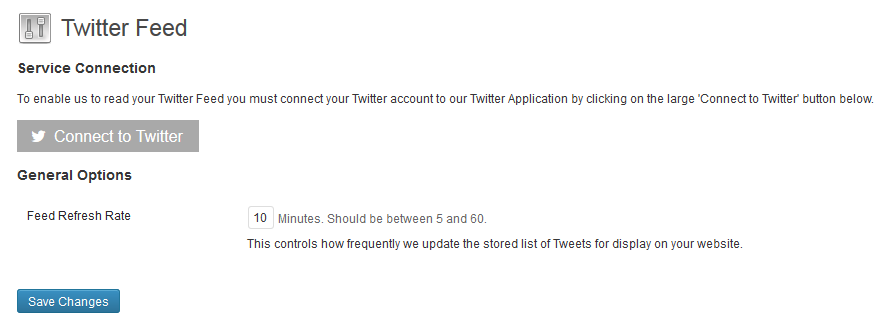 Twitter Feed
Service Connection
To enable us to read your Twitter Feed you must connect your Twitter account to our Twitter Application by clicking on the large 'Connect to Twitter' button below.
Connect to Twitter
General Options
Feed Refresh Rate
10 Minutes. Should be between 5 and 60.
This controls how frequently we update the stored list of Tweets for display on your website.
Save Changes